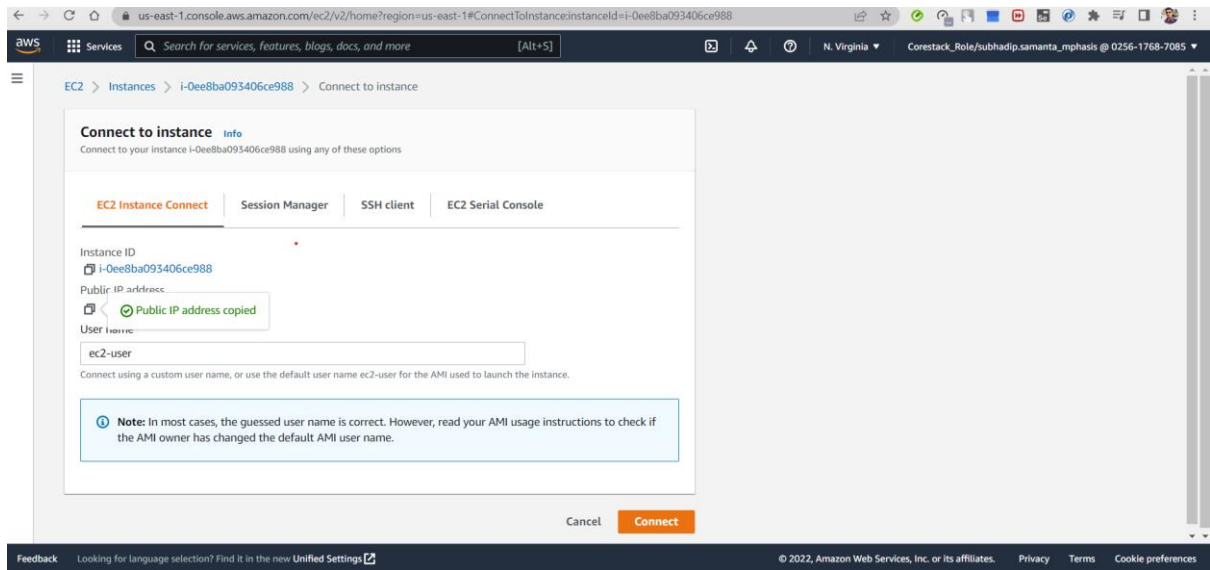 us-east-1.console.aws.amazon.com/ec2/v2/home?region=us-east-1#ConnectToInstance:instanceId=i-0ee8ba093406ce988
aws Services Search for services, features, blogs, docs, and more [Alt+S] N. Virginia ▼ Corestack_Role/subhadip.samanta_mphasis @ 0256-1768-7085 ▼
EC2 > Instances > i-0ee8ba093406ce988 > Connect to instance
Connect to instance Info
Connect to your instance i-0ee8ba093406ce988 using any of these options
EC2 Instance Connect Session Manager SSH client EC2 Serial Console
Instance ID
i-0ee8ba093406ce988
Public IP address
Public IP address copied
User name
ec2-user
Connect using a custom user name, or use the default user name ec2-user for the AMI used to launch the instance.
Note: In most cases, the guessed user name is correct. However, read your AMI usage instructions to check if
the AMI owner has changed the default AMI user name.
Cancel Connect
Feedback Looking for language selection? Find it in the new Unified Settings © 2022, Amazon Web Services, Inc. or its affiliates. Privacy Terms Cookie preferences